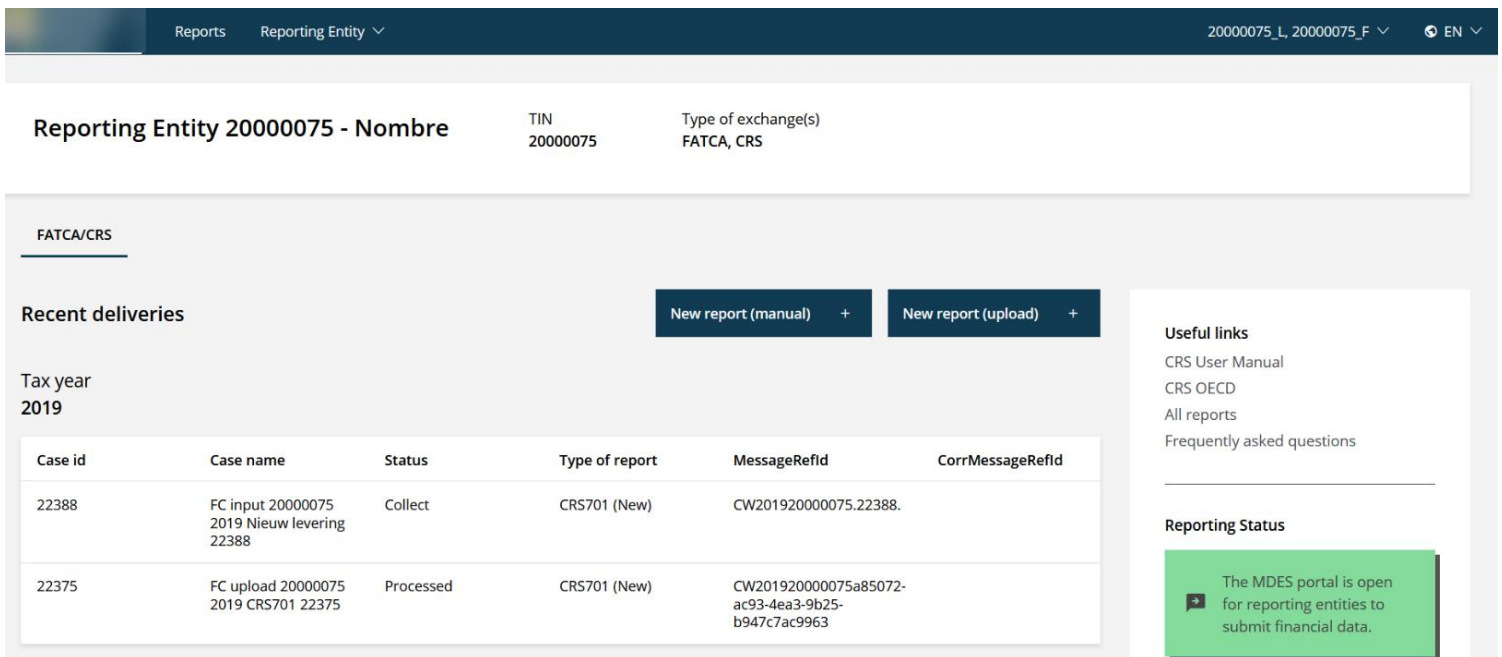 Reports Reporting Entity 20000075_L, 20000075_F EN
Reporting Entity 20000075 - Nombre
TIN
20000075
Type of exchange(s)
FATCA, CRS
FATCA/CRS
Recent deliveries
New report (manual) +
New report (upload) +
Tax year
2019
Case id Case name Status Type of report MessageRefId CorrMessageRefId
22388 FC input 20000075 Collect CRS701 (New) CW201920000075.22388.
2019 Nieuw levering
22388
22375 FC upload 20000075 Processed CRS701 (New) CW201920000075a85072-
2019 CRS701 22375 ac93-4ea3-9b25-
b947c7ac9963
Useful links
CRS User Manual
CRS OECD
All reports
Frequently asked questions
Reporting Status
The MDES portal is open
for reporting entities to
submit financial data.